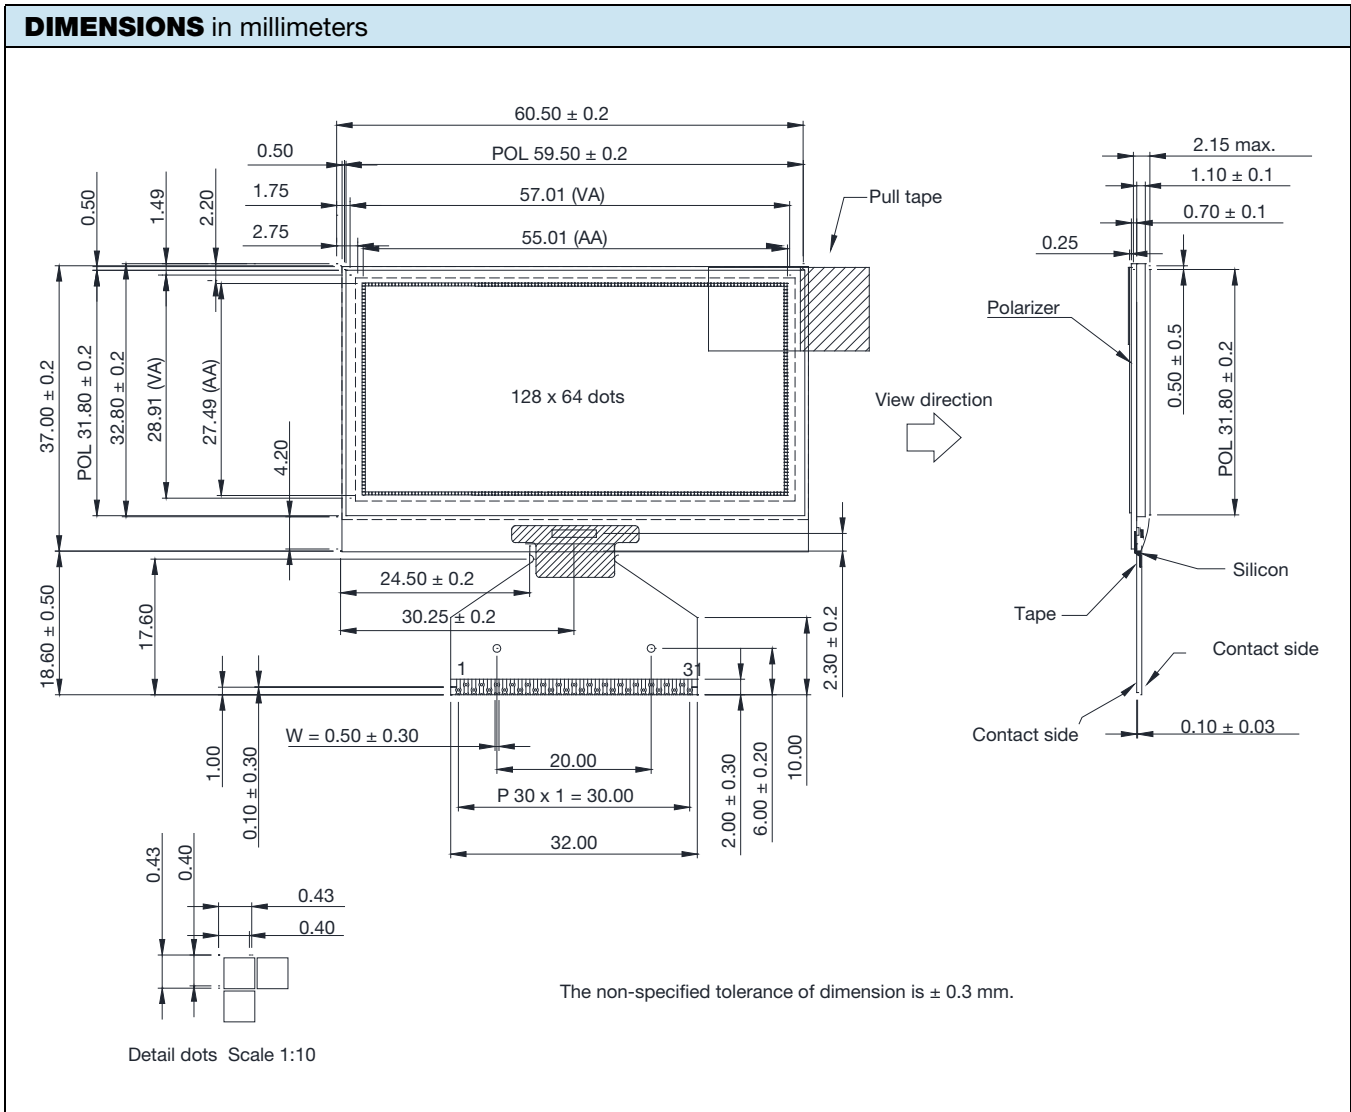 DIMENSIONS in millimeters
60.50 ± 0.2
0.50
POL 59.50 ± 0.2
1.75
57.01 (VA)
2.75
55.01 (AA)
0.50
1.49
2.20
Pull tape
37.00 ± 0.2
POL 31.80 ± 0.2
32.80 ± 0.2
28.91 (VA)
27.49 (AA)
4.20
128 x 64 dots
View direction
2.15 max.
1.10 ± 0.1
0.70 ± 0.1
0.25
Polarizer
0.50 ± 0.5
POL 31.80 ± 0.2
Silicon
Tape
Contact side
Contact side
0.10 ± 0.03
18.60 ± 0.50
17.60
24.50 ± 0.2
30.25 ± 0.2
2.30 ± 0.2
1
31
W = 0.50 ± 0.30
20.00
P 30 x 1 = 30.00
32.00
1.00
0.10 ± 0.30
2.00 ± 0.30
6.00 ± 0.20
10.00
0.43
0.40
0.43
0.40
The non-specified tolerance of dimension is ± 0.3 mm.
Detail dots Scale 1:10